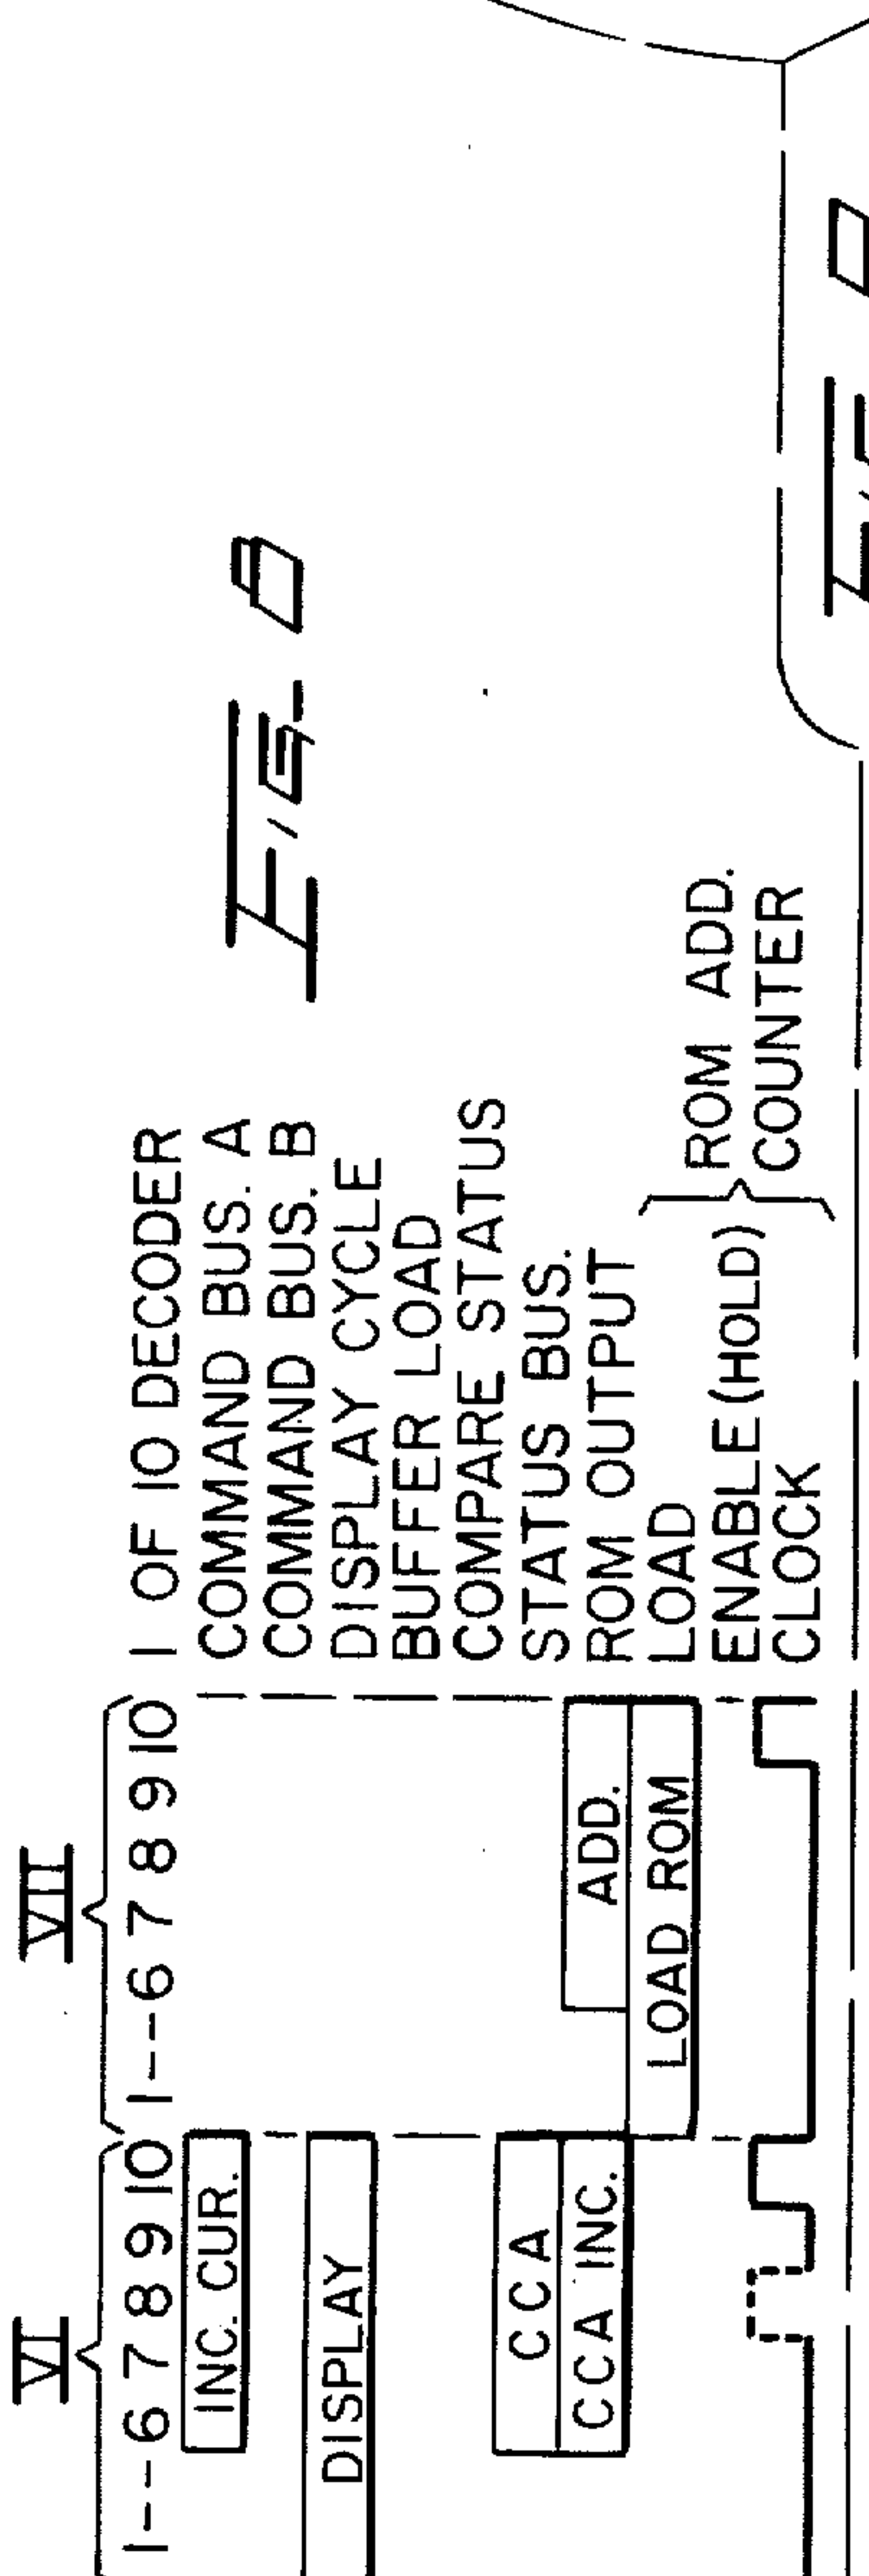 VI VII
1--6 7 8 9 10 1--6 7 8 9 10 1 OF 10 DECODER
INC. CUR. COMMAND BUS. A
COMMAND BUS. B
DISPLAY DISPLAY CYCLE
BUFFER LOAD
COMPARE STATUS
CCA STATUS BUS.
CCA INC. ADD. ROM OUTPUT
LOAD ROM LOAD
ENABLE (HOLD)
CLOCK
ROM ADD.
COUNTER
FIG. 8